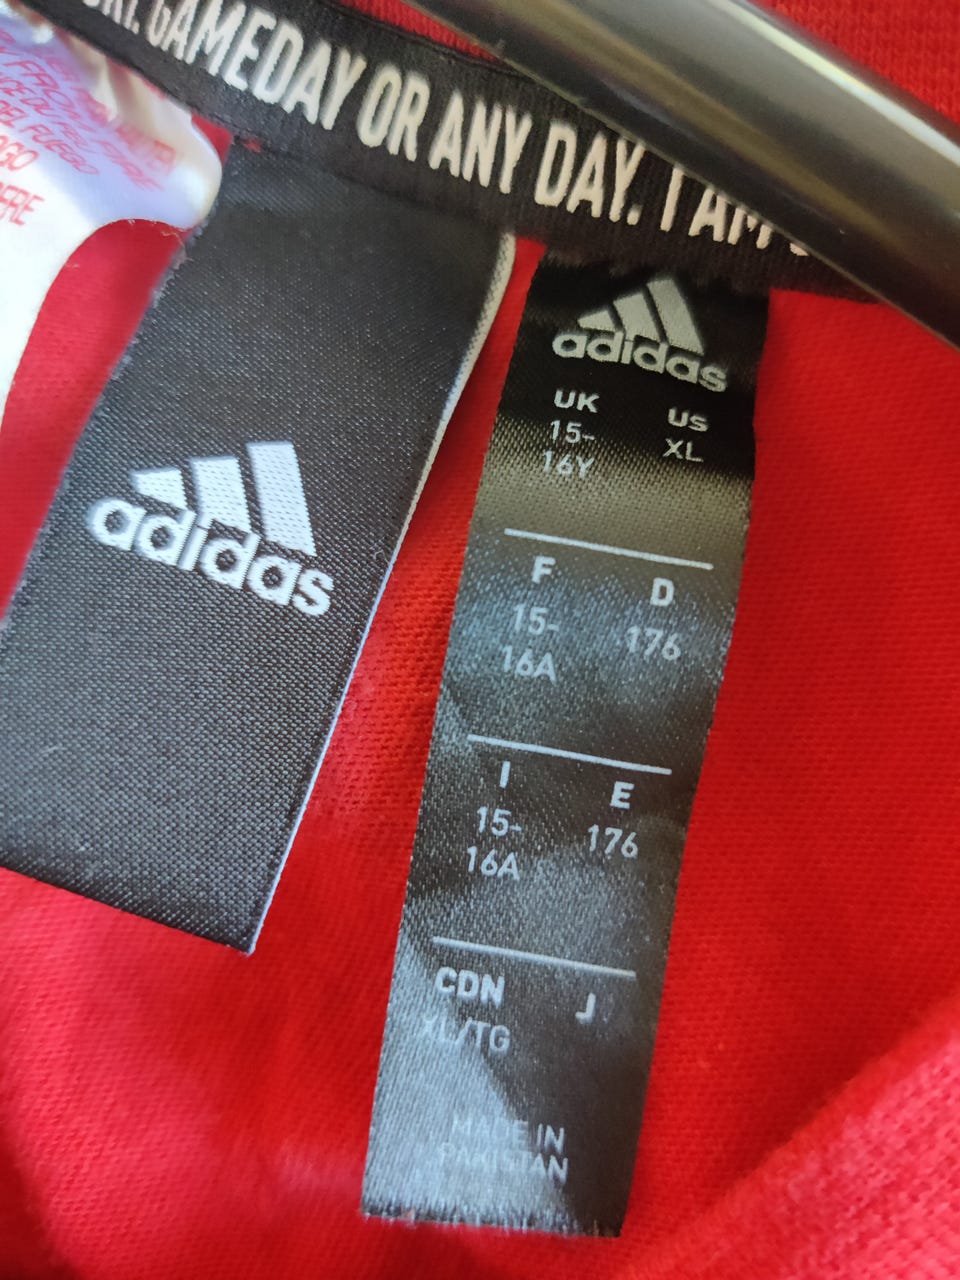 GAMEDAY OR ANY DAY. I AM
GO
adidas
adidas
UK US
15- XL
16Y
F D
15- 176
16A
I E
15- 176
16A
CDN J
XL/TG
MADE IN
PAKISTAN